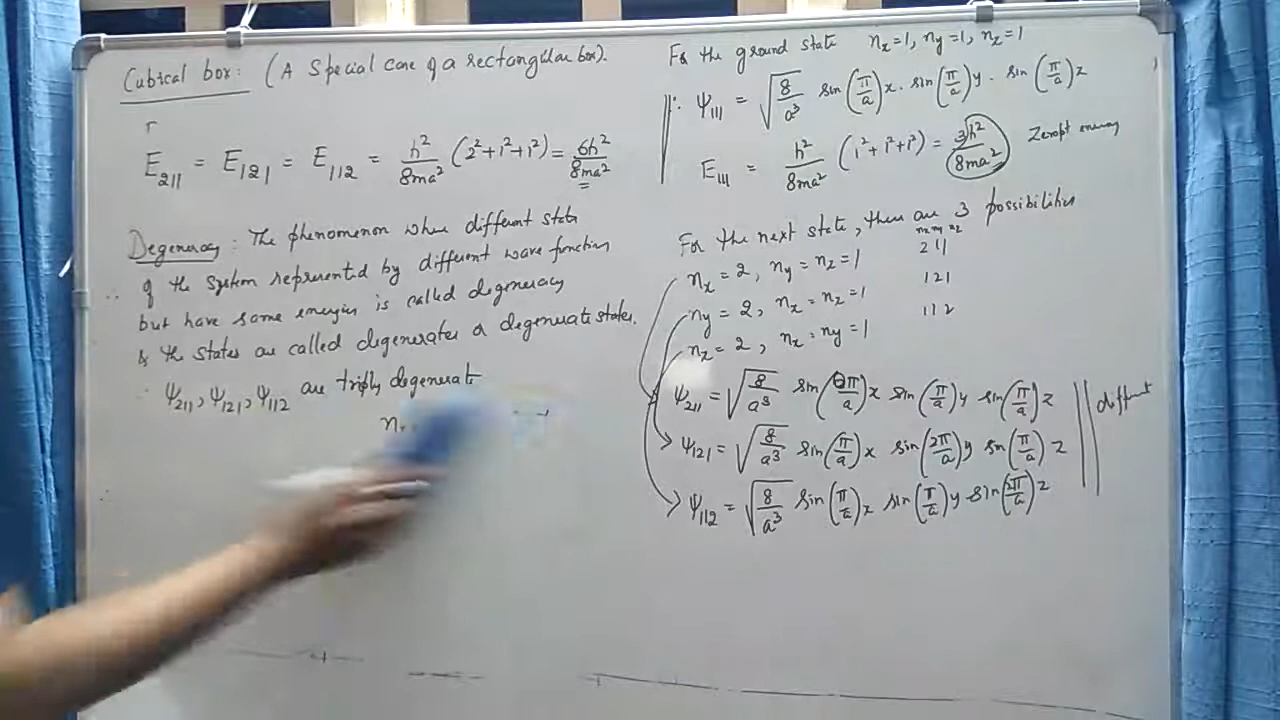 Cubical box: (A Special case of a rectangular box).
E₂₁₁ = E₁₂₁ = E₁₁₂ = h²/8ma² (2²+1²+1²) = 6h²/8ma²
Degeneracy: The phenomenon when different state
of the system represented by different wave function
but have same energies is called degeneracy
& the states are called degenerates or degenerate states.
∴ Ψ₂₁₁, Ψ₁₂₁, Ψ₁₁₂ are triply degenerate
For the ground state nx=1, ny=1, nz=1
∴ Ψ₁₁₁ = √(8/a³) sin(π/a)x · sin(π/a)y · sin(π/a)z
E₁₁₁ = h²/8ma² (1²+1²+1²) = 3h²/8ma² Zeropt energy
For the next state, there are 3 possibilities
nx = 2, ny = nz = 1 211
ny = 2, nx = nz = 1 121
nz = 2, nx = ny = 1 112
Ψ₂₁₁ = √(8/a³) sin(2π/a)x sin(π/a)y sin(π/a)z
Ψ₁₂₁ = √(8/a³) sin(π/a)x sin(2π/a)y sin(π/a)z
Ψ₁₁₂ = √(8/a³) sin(π/a)x sin(π/a)y sin(2π/a)z
different